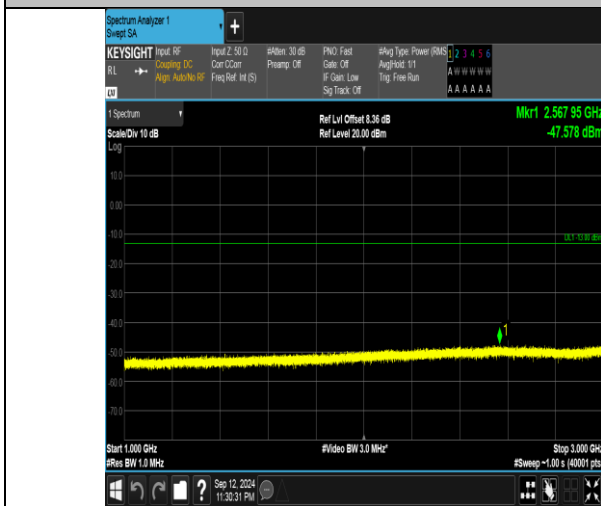 Spectrum Analyzer 1
Swept SA
+
KEYSIGHT Input: RF Input Z: 50 Ω #Atten: 30 dB PNO: Fast #Avg Type: Power (RMS 1 2 3 4 5 6
RL Coupling: DC Corr CCorr Preamp: Off Gate: Off Avg|Hold: 1/1 A W W W W W
Align: Auto/No RF Freq Ref: Int (S) IF Gain: Low Trig: Free Run
Sig Track: Off A A A A A A
1 Spectrum
Ref Lvl Offset 8.36 dB Mkr1 2.567 95 GHz
Scale/Div 10 dB Ref Level 20.00 dBm -47.578 dBm
Log
10.0
0.00
-10.0
DL1 -13.00 dBm
-20.0
-30.0
-40.0
1
-50.0
-60.0
-70.0
Start 1.000 GHz #Video BW 3.0 MHz* Stop 3.000 GHz
#Res BW 1.0 MHz #Sweep ~1.00 s (40001 pts
? Sep 12, 2024
11:30:31 PM